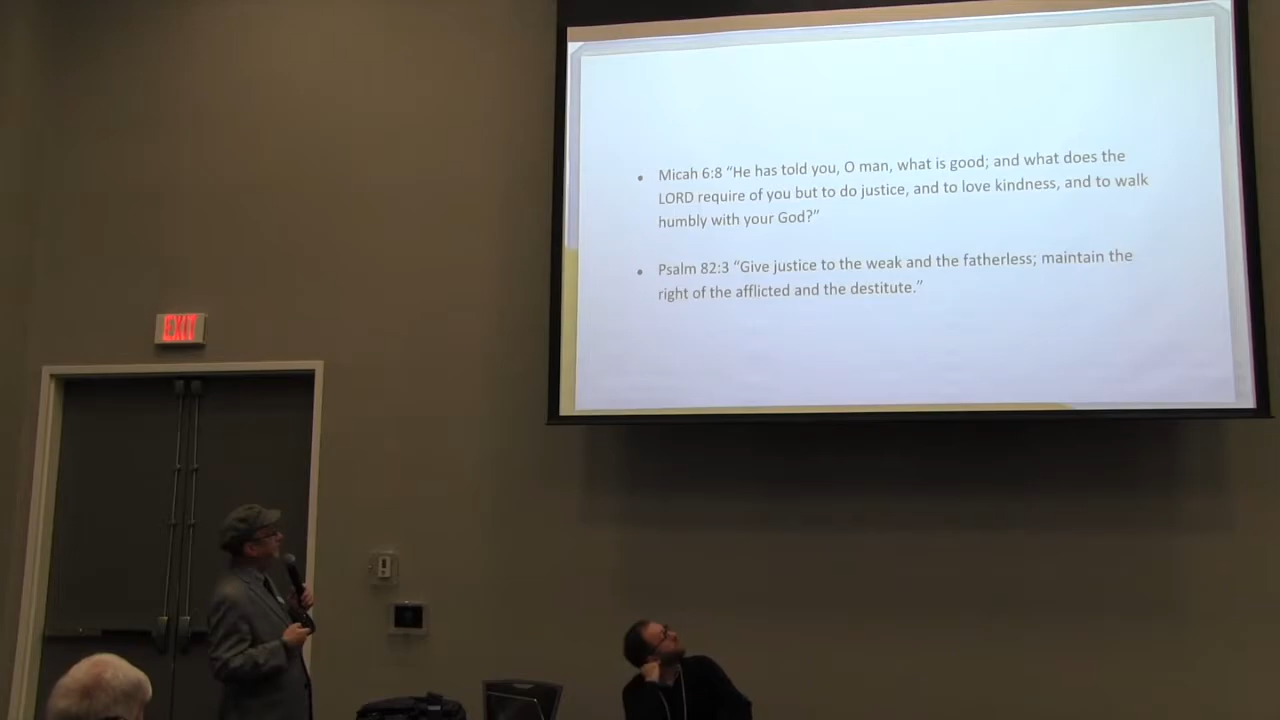 • Micah 6:8 “He has told you, O man, what is good; and what does the
LORD require of you but to do justice, and to love kindness, and to walk
humbly with your God?”
• Psalm 82:3 “Give justice to the weak and the fatherless; maintain the
right of the afflicted and the destitute.”
EXIT